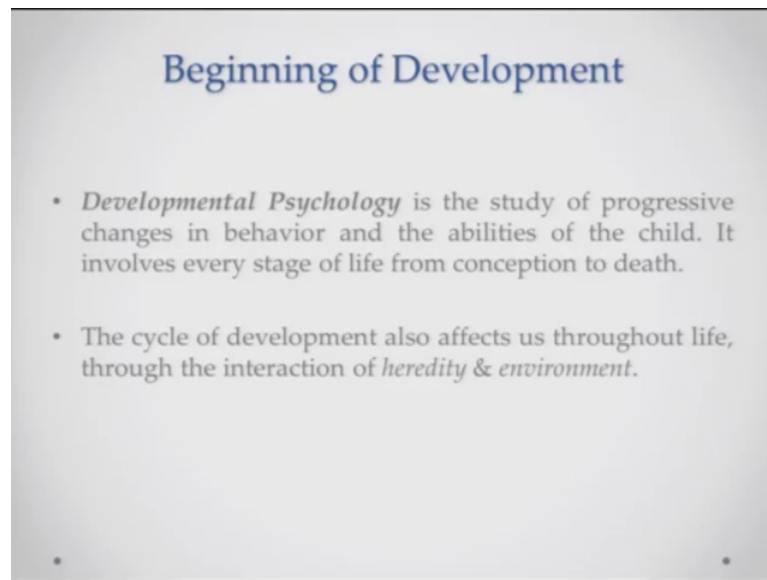 Beginning of Development
• Developmental Psychology is the study of progressive
changes in behavior and the abilities of the child. It
involves every stage of life from conception to death.
• The cycle of development also affects us throughout life,
through the interaction of heredity & environment.